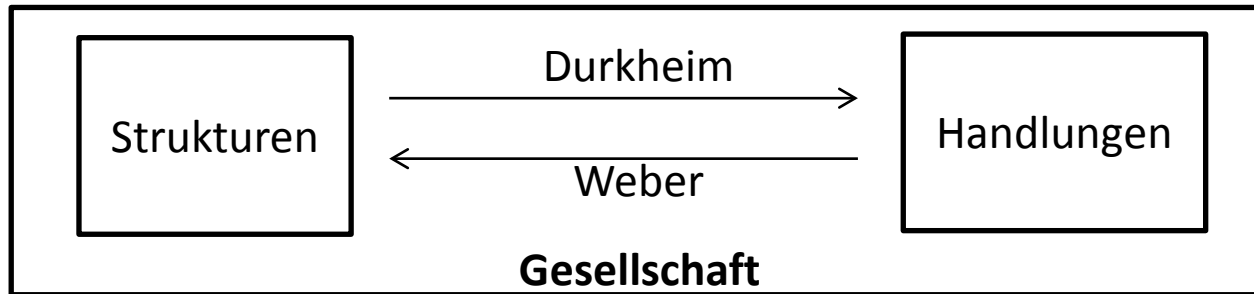 Durkheim
Strukturen
Handlungen
Weber
Gesellschaft